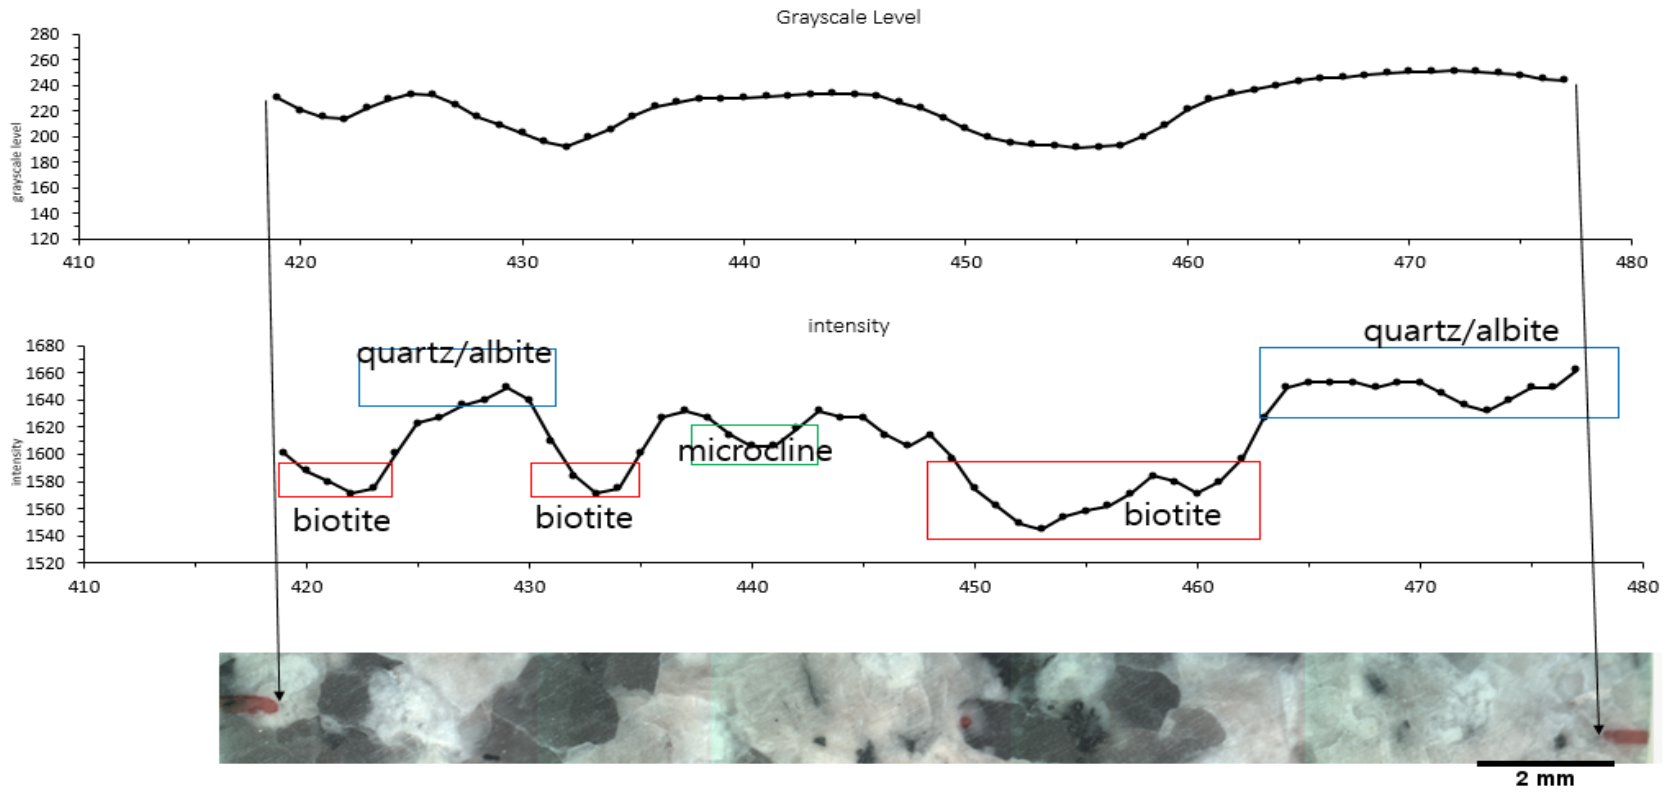 Grayscale Level
280
260
240
220
200
180
160
140
120
grayscale level
410 420 430 440 450 460 470 480
intensity
quartz/albite
quartz/albite
1680
1660
1640
1620
1600
1580
1560
1540
1520
intensity
microcline
biotite
biotite
biotite
410 420 430 440 450 460 470 480
2 mm